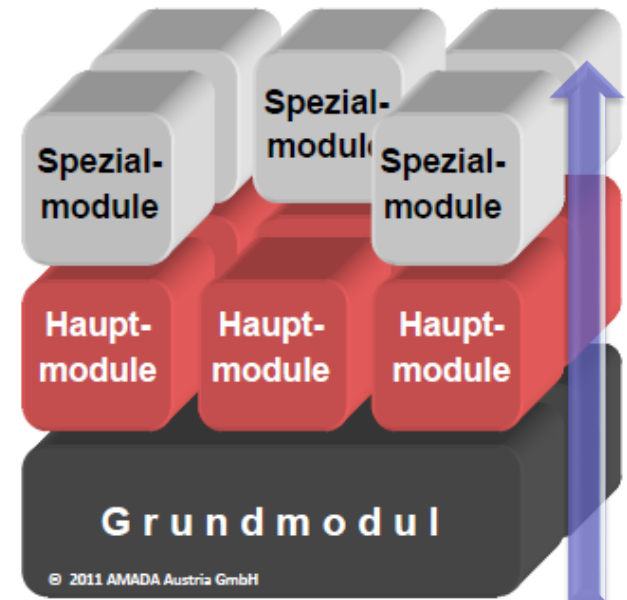 Spezial-
module
Spezial-
module
Spezial-
module
Haupt-
module
Haupt-
module
Haupt-
module
Grundmodul
© 2011 AMADA Austria GmbH